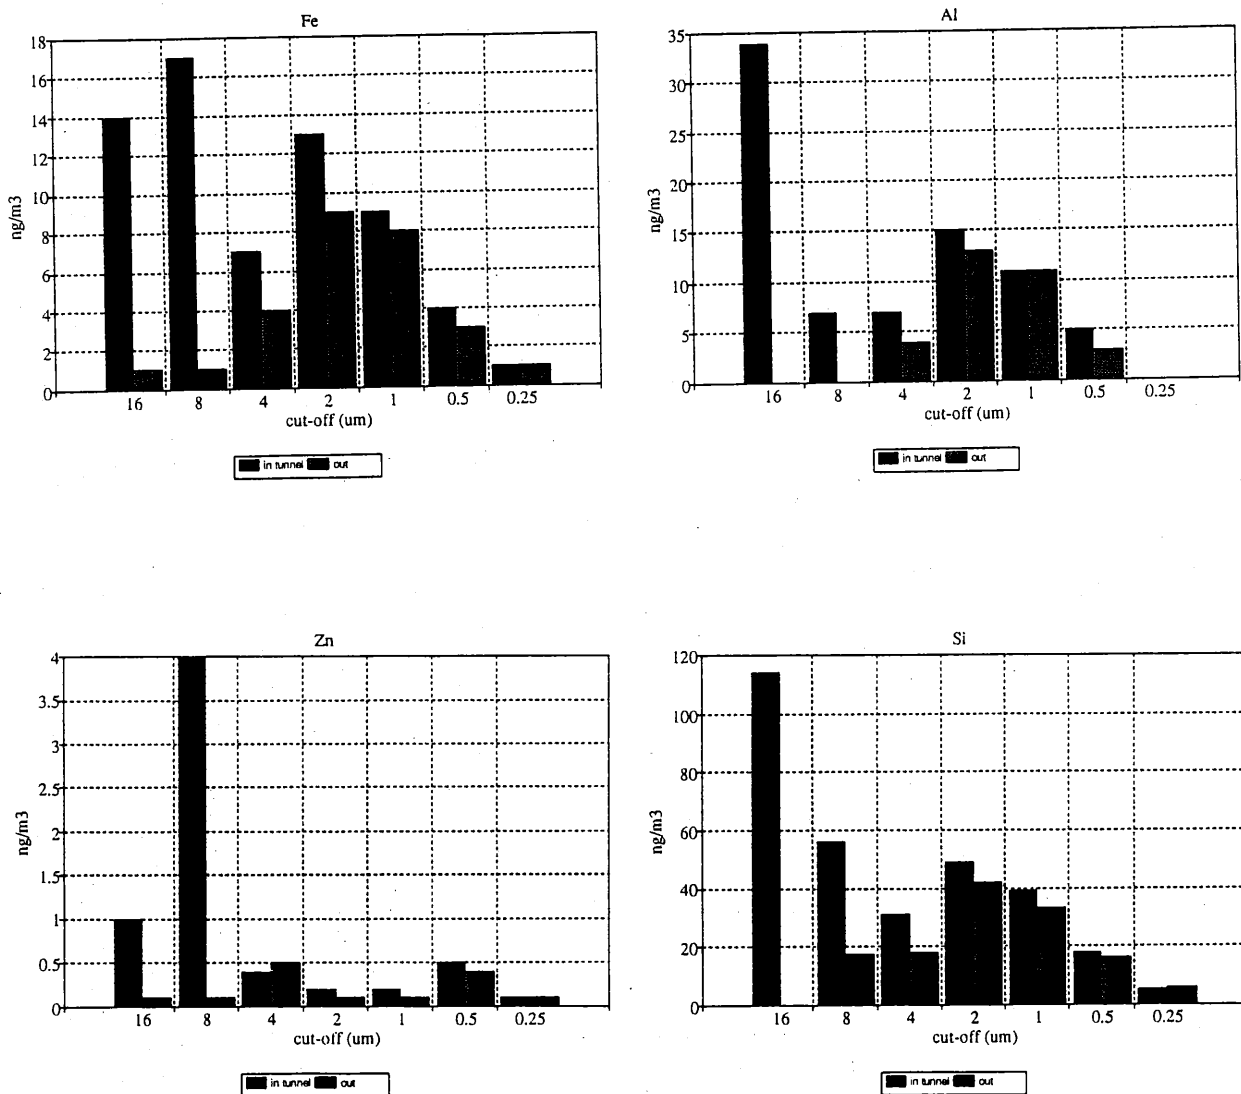 Fe
18
16
14
12
10
8
6
4
2
0
ng/m3
16 8 4 2 1 0.5 0.25
cut-off (um)
in tunnel out
Al
35
30
25
20
15
10
5
0
ng/m3
16 8 4 2 1 0.5 0.25
cut-off (um)
in tunnel out
Zn
4
3.5
3
2.5
2
1.5
1
0.5
0
ng/m3
16 8 4 2 1 0.5 0.25
cut-off (um)
in tunnel out
Si
120
100
80
60
40
20
0
ng/m3
16 8 4 2 1 0.5 0.25
cut-off (um)
in tunnel out